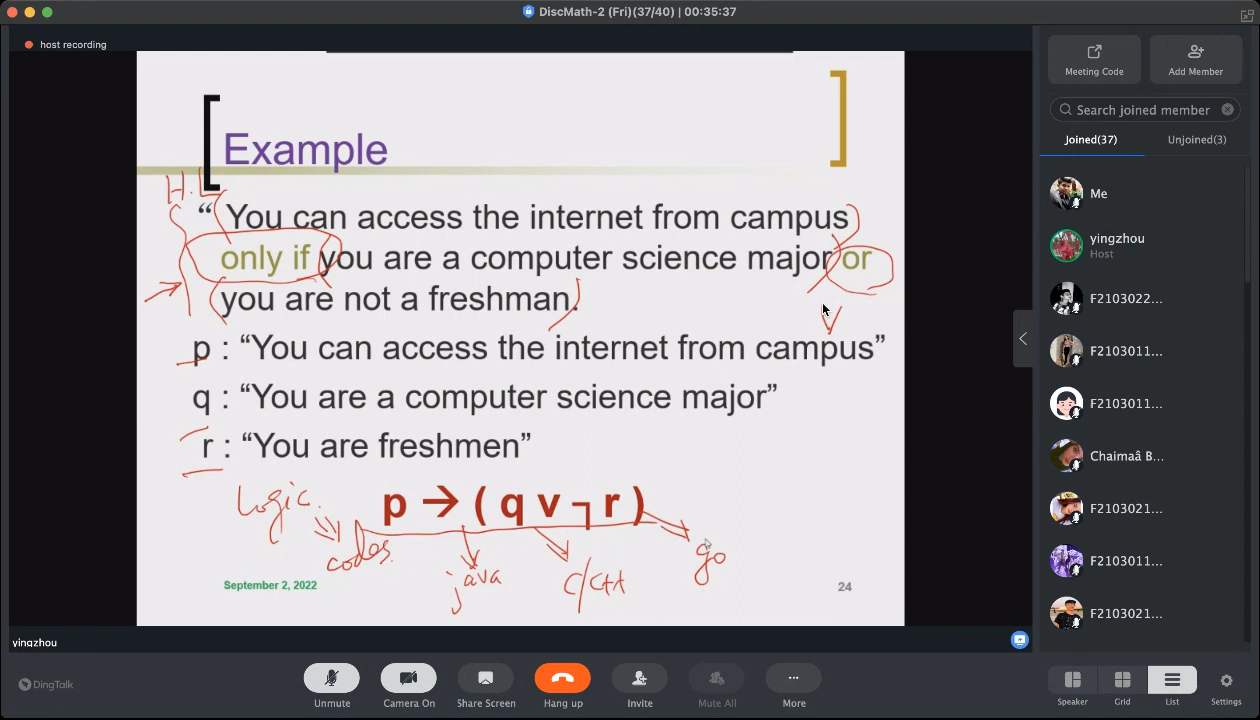 DiscMath-2 (Fri)(37/40) | 00:35:37
host recording
Meeting Code
Add Member
Search joined member
Joined(37)
Unjoined(3)
Example
H.L
“ You can access the internet from campus
only if you are a computer science major or
you are not a freshman.
p : “You can access the internet from campus”
q : “You are a computer science major”
r : “You are freshmen”
Logic
p → ( q v ¬ r )
codes
java
C/C++
go
September 2, 2022
24
Me
yingzhou
Host
F2103022...
F2103011...
F2103011...
Chaimaâ B...
F2103021...
F2103011...
F2103021...
yingzhou
DingTalk
Unmute
Camera On
Share Screen
Hang up
Invite
Mute All
More
Speaker
Grid
List
Settings